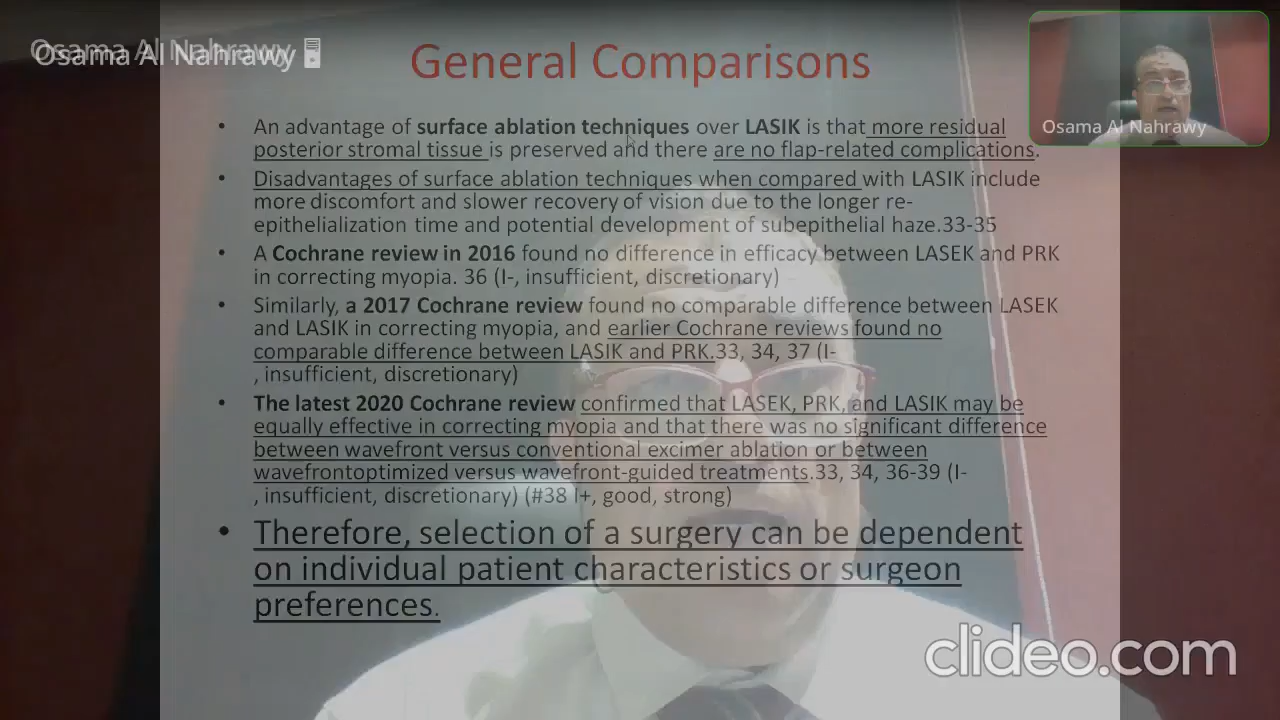 Osama Al Nahrawy
Osama Al Nahrawy
General Comparisons
Osama Al Nahrawy
• An advantage of surface ablation techniques over LASIK is that more residual
posterior stromal tissue is preserved and there are no flap-related complications.
• Disadvantages of surface ablation techniques when compared with LASIK include
more discomfort and slower recovery of vision due to the longer re-
epithelialization time and potential development of subepithelial haze.33-35
• A Cochrane review in 2016 found no difference in efficacy between LASEK and PRK
in correcting myopia. 36 (I-, insufficient, discretionary)
• Similarly, a 2017 Cochrane review found no comparable difference between LASEK
and LASIK in correcting myopia, and earlier Cochrane reviews found no
comparable difference between LASIK and PRK.33, 34, 37 (I-
, insufficient, discretionary)
• The latest 2020 Cochrane review confirmed that LASEK, PRK, and LASIK may be
equally effective in correcting myopia and that there was no significant difference
between wavefront versus conventional excimer ablation or between
wavefrontoptimized versus wavefront-guided treatments.33, 34, 36-39 (I-
, insufficient, discretionary) (#38 I+, good, strong)
• Therefore, selection of a surgery can be dependent
on individual patient characteristics or surgeon
preferences.
clideo.com